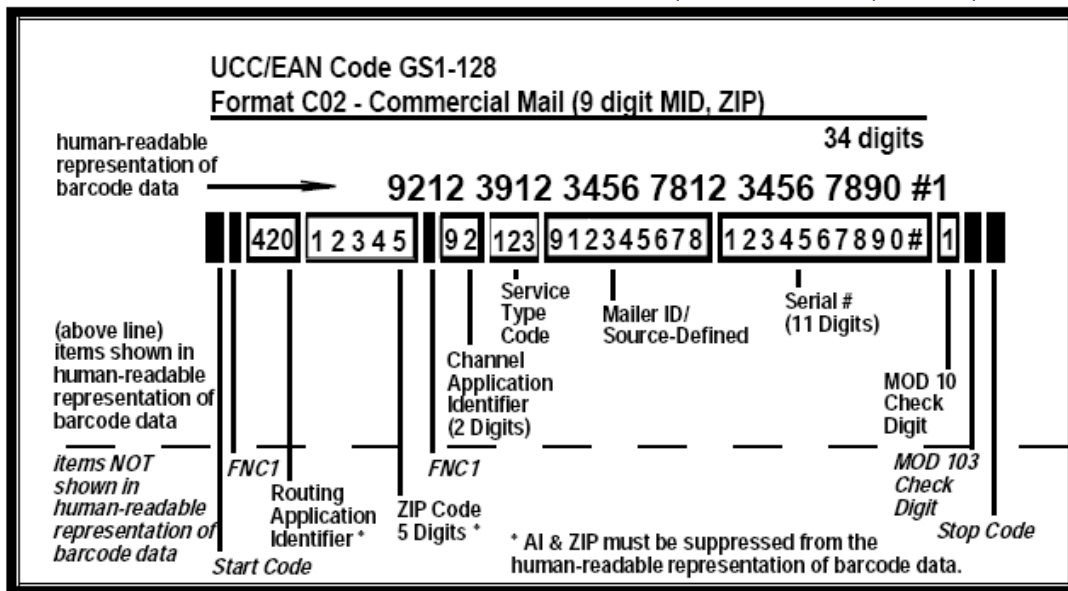 UCC/EAN Code GS1-128
Format C02 - Commercial Mail (9 digit MID, ZIP)
34 digits
human-readable
representation of
barcode data
9212 3912 3456 7812 3456 7890 #1
420 12345 92 123 912345678 1234567890# 1
Service
Type
Code
Mailer ID/
Source-Defined
Serial #
(11 Digits)
(above line)
items shown in
human-readable
representation of
barcode data
Channel
Application
Identifier
(2 Digits)
MOD 10
Check
Digit
items NOT
shown in
human-readable
representation of
barcode data
FNC1
Routing
Application
Identifier *
ZIP Code
5 Digits *
FNC1
MOD 103
Check
Digit
Start Code
Stop Code
* AI & ZIP must be suppressed from the
human-readable representation of barcode data.